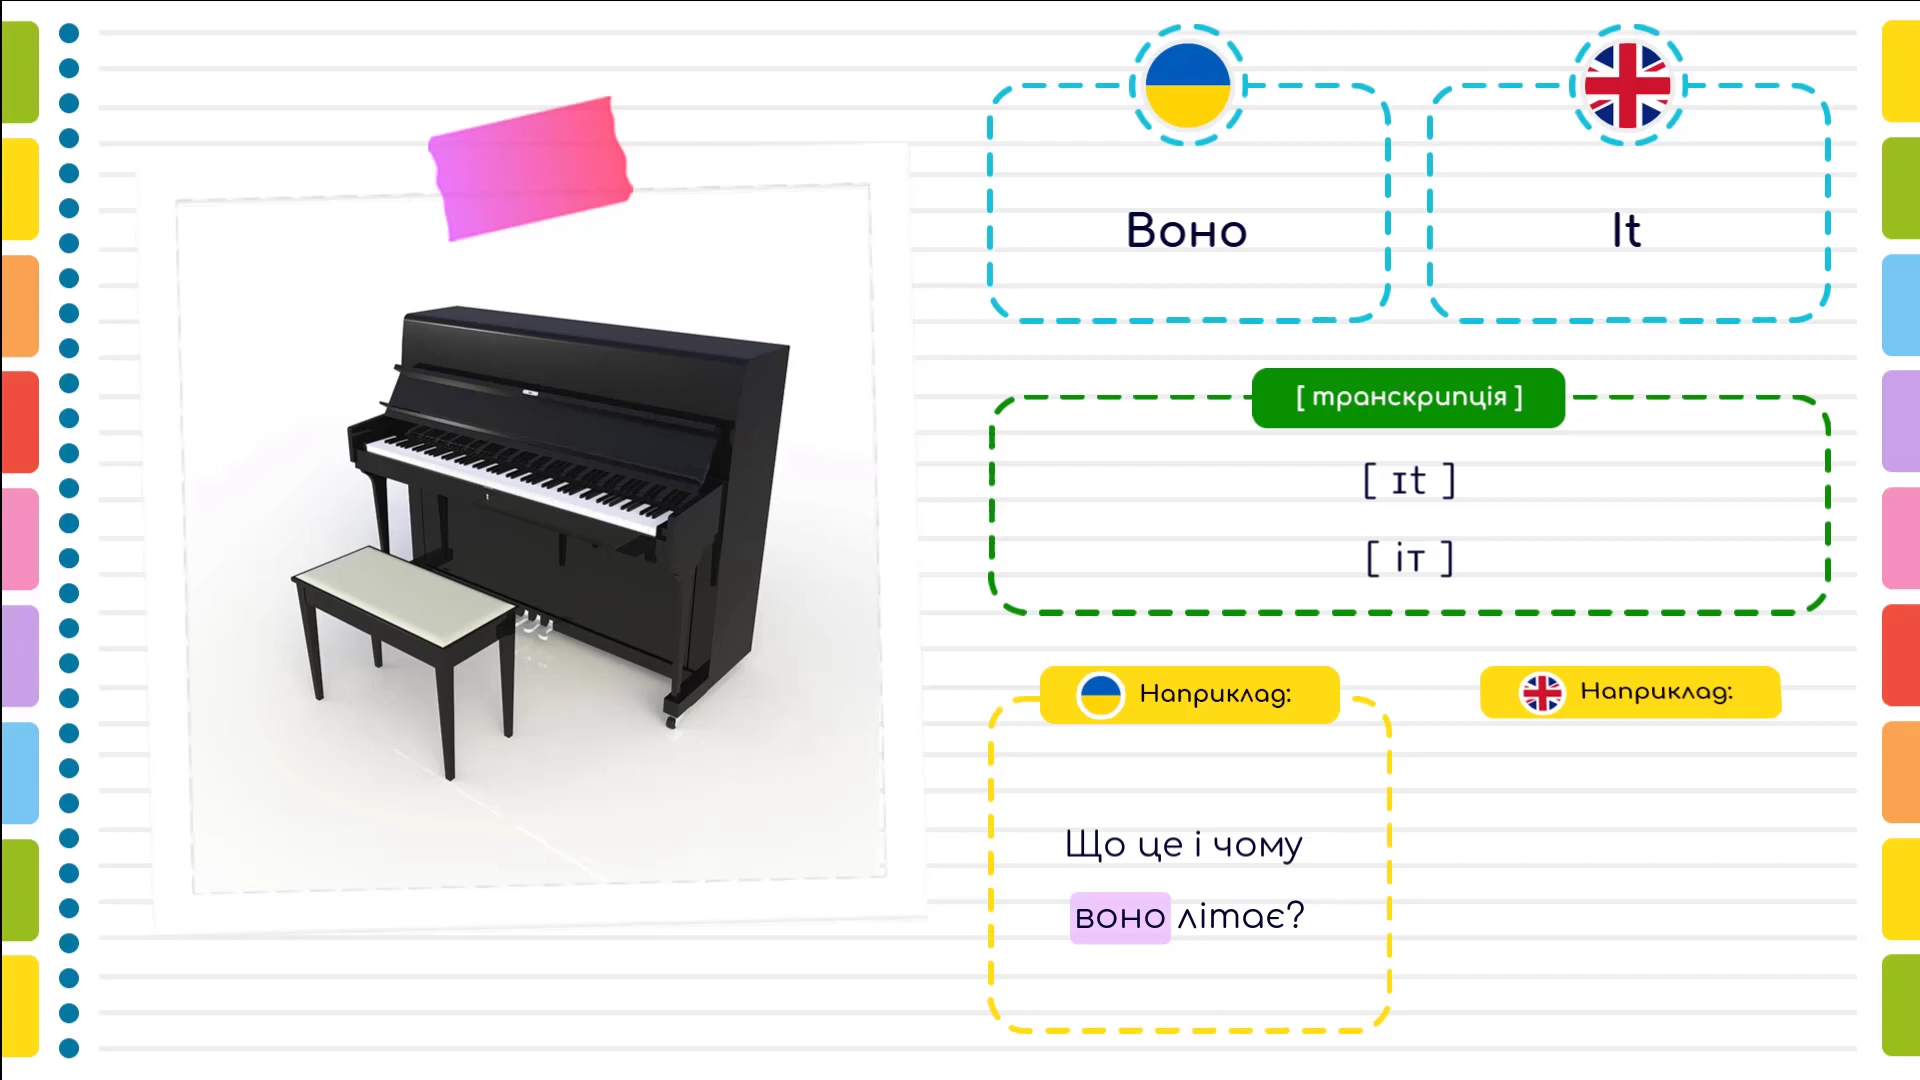 Воно
It
[ транскрипція ]
[ ɪt ]
[ іт ]
Наприклад:
Що це і чому
воно літає?
Наприклад: